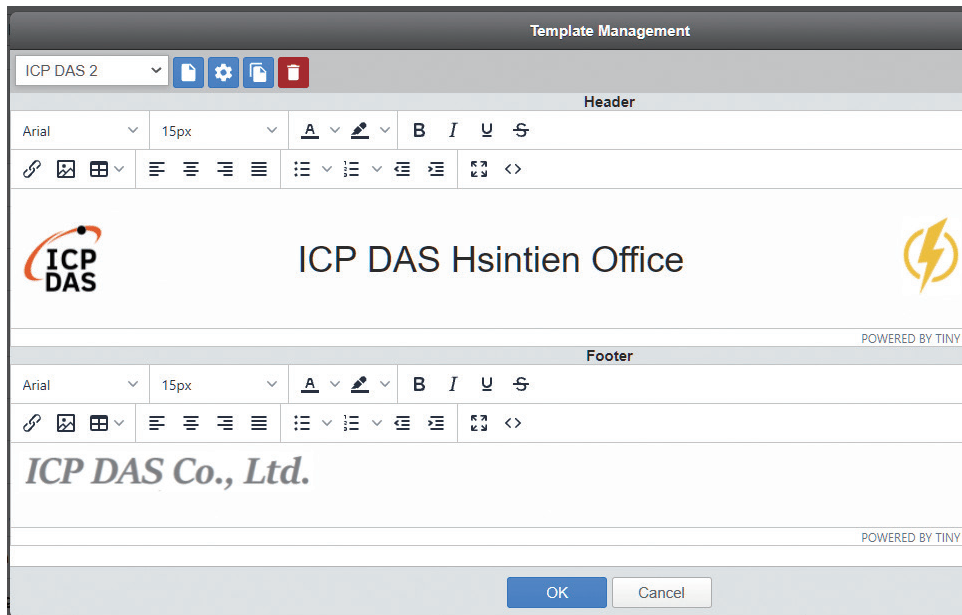 Template Management
ICP DAS 2
Header
Arial 15px A B I U S
ICP DAS
ICP DAS Hsintien Office
POWERED BY TINY
Footer
Arial 15px A B I U S
ICP DAS Co., Ltd.
POWERED BY TINY
OK Cancel